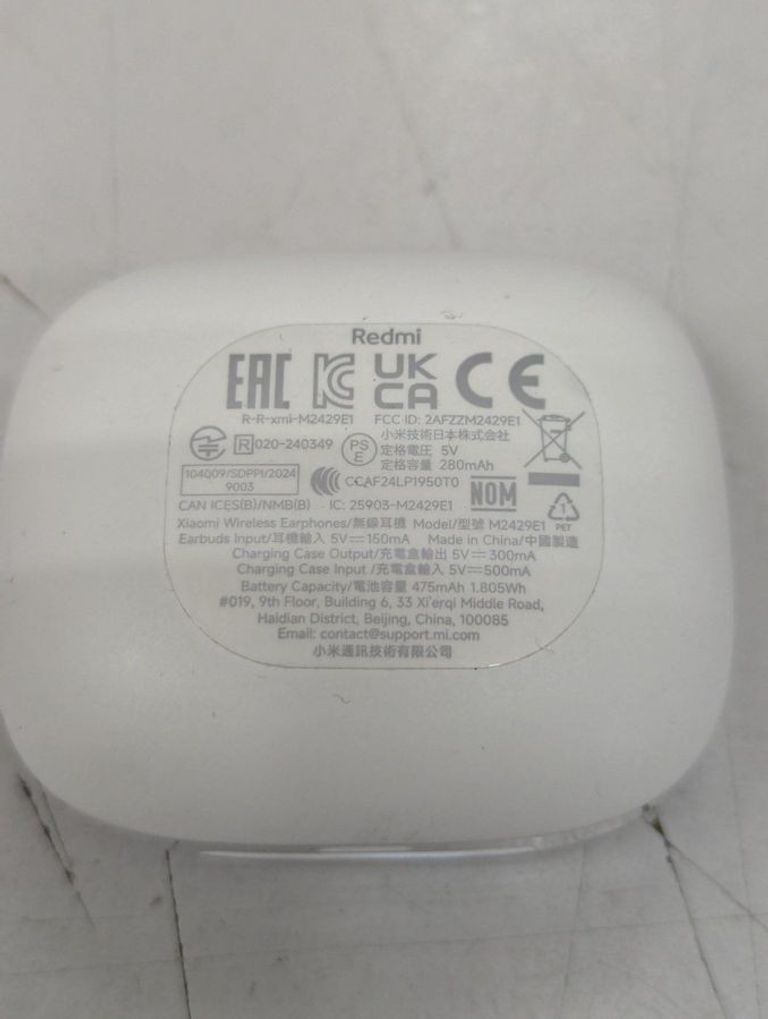 Redmi
EAC KC UK CA CE
R-R-xmi-M2429E1 FCC ID: 2AFZZM2429E1
R 020-240349 PS E 小米技術日本株式会社
定格電圧 5V
定格容量 280mAh
104009/SDPPI/2024
9003
CCAF24LP1950T0 NOM
CAN ICES(B)/NMB(B) IC: 25903-M2429E1
1 PET
Xiaomi Wireless Earphones/無線耳機 Model/型號 M2429E1
Earbuds Input/耳機輸入 5V⎓150mA Made in China/中國製造
Charging Case Output/充電盒輸出 5V⎓300mA
Charging Case Input /充電盒輸入 5V⎓500mA
Battery Capacity/電池容量 475mAh 1.805Wh
#019, 9th Floor, Building 6, 33 Xi'erqi Middle Road,
Haidian District, Beijing, China, 100085
Email: contact@support.mi.com
小米通訊技術有限公司